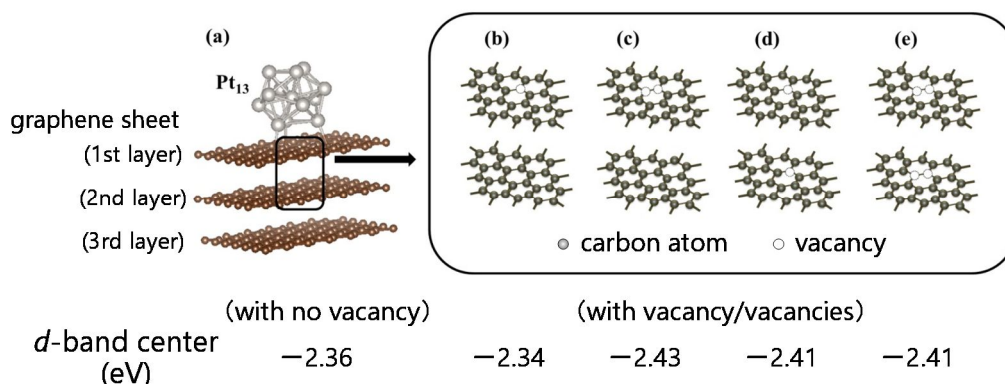 (a)
(b)
(c)
(d)
(e)
Pt13
graphene sheet
(1st layer)
(2nd layer)
(3rd layer)
carbon atom
vacancy
(with no vacancy)
(with vacancy/vacancies)
d-band center
(eV)
−2.36
−2.34
−2.43
−2.41
−2.41